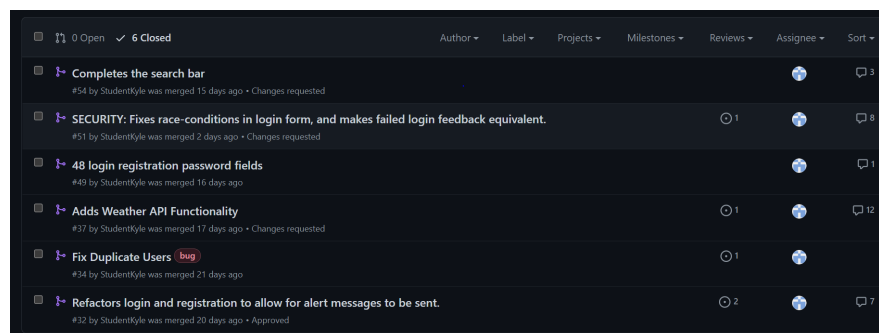 0 Open 6 Closed Author Label Projects Milestones Reviews Assignee Sort
Completes the search bar 3
#54 by StudentKyle was merged 15 days ago • Changes requested
SECURITY: Fixes race-conditions in login form, and makes failed login feedback equivalent. 1 8
#51 by StudentKyle was merged 2 days ago • Changes requested
48 login registration password fields 1
#49 by StudentKyle was merged 16 days ago
Adds Weather API Functionality 1 12
#37 by StudentKyle was merged 17 days ago • Changes requested
Fix Duplicate Users bug 1
#34 by StudentKyle was merged 21 days ago
Refactors login and registration to allow for alert messages to be sent. 2 7
#32 by StudentKyle was merged 20 days ago • Approved